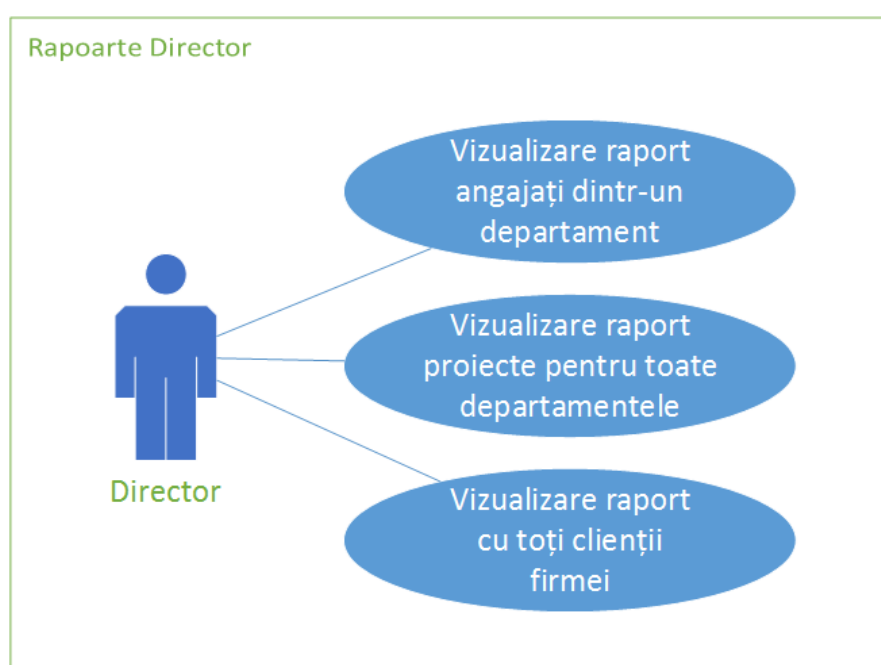 Rapoarte Director
Vizualizare raport
angajați dintr-un
departament
Vizualizare raport
proiecte pentru toate
departamentele
Director
Vizualizare raport
cu toți clienții
firmei